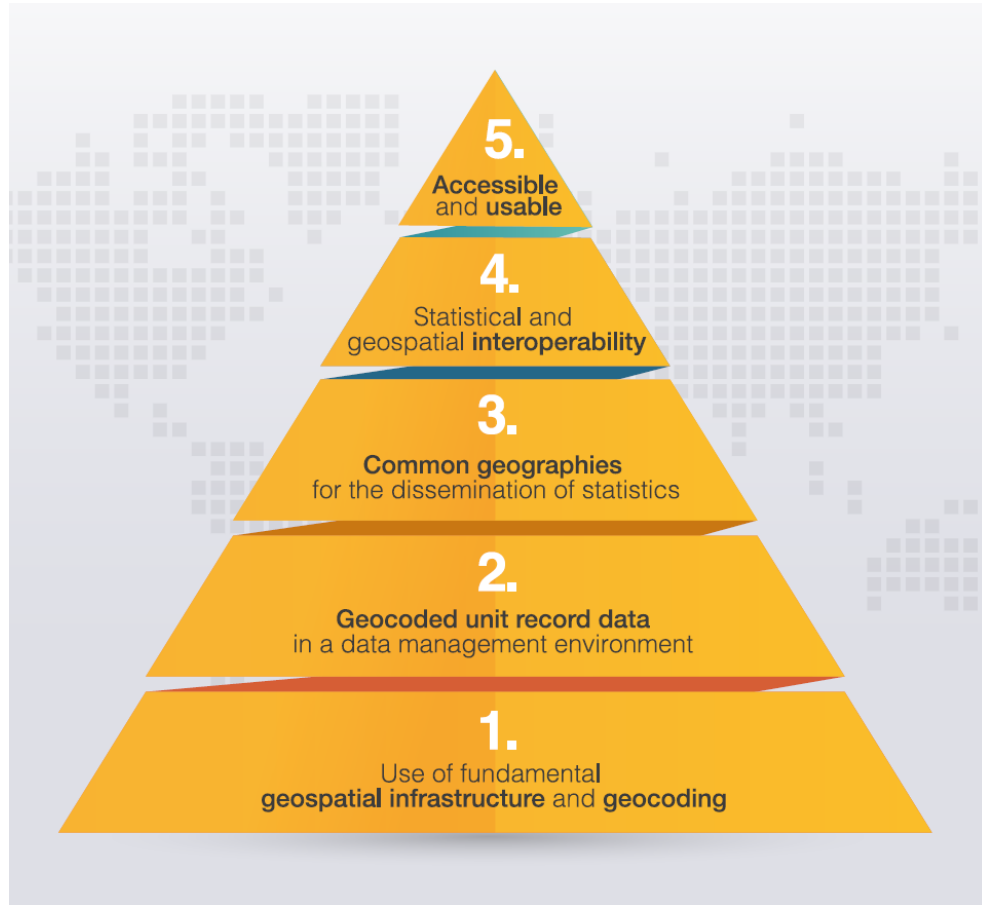 5.
Accessible
and usable
4.
Statistical and
geospatial interoperability
3.
Common geographies
for the dissemination of statistics
2.
Geocoded unit record data
in a data management environment
1.
Use of fundamental
geospatial infrastructure and geocoding